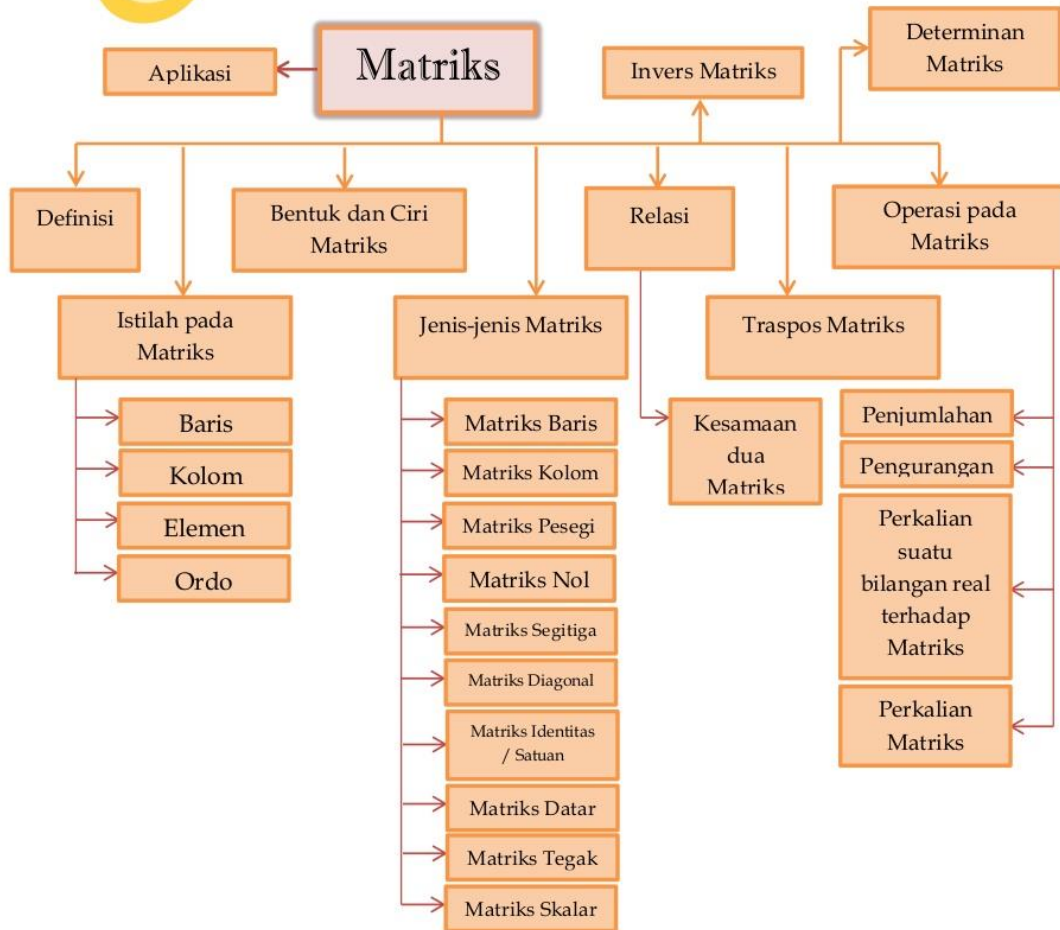 Matriks
Aplikasi
Invers Matriks
Determinan
Matriks
Definisi
Bentuk dan Ciri
Matriks
Relasi
Operasi pada
Matriks
Istilah pada
Matriks
Jenis-jenis Matriks
Traspos Matriks
Baris
Kolom
Elemen
Ordo
Matriks Baris
Matriks Kolom
Matriks Pesegi
Matriks Nol
Matriks Segitiga
Matriks Diagonal
Matriks Identitas
/ Satuan
Matriks Datar
Matriks Tegak
Matriks Skalar
Kesamaan
dua
Matriks
Penjumlahan
Pengurangan
Perkalian
suatu
bilangan real
terhadap
Matriks
Perkalian
Matriks